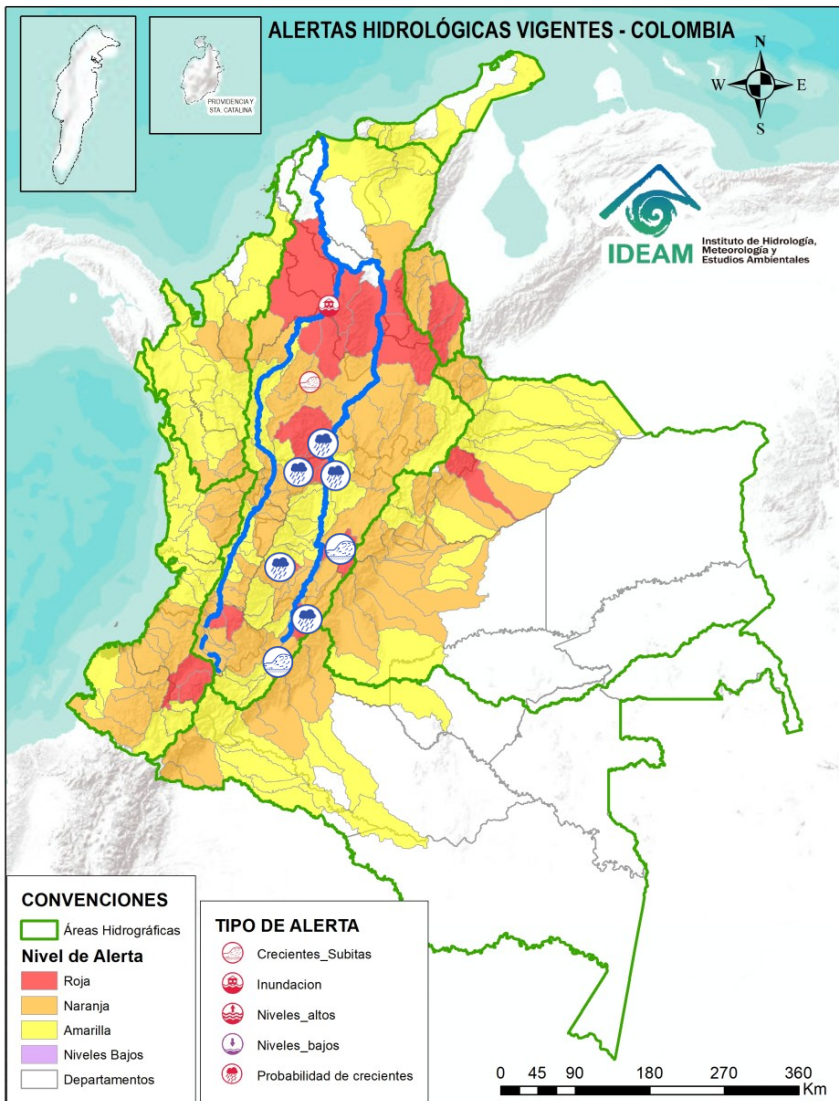 ALERTAS HIDROLÓGICAS VIGENTES - COLOMBIA
PROVIDENCIA Y
STA. CATALINA
N
W
E
S
IDEAM
Instituto de Hidrología,
Meteorología y
Estudios Ambientales
CONVENCIONES
Áreas Hidrográficas
Nivel de Alerta
Roja
Naranja
Amarilla
Niveles Bajos
Departamentos
TIPO DE ALERTA
Crecientes_Subitas
Inundacion
Niveles_altos
Niveles_bajos
Probabilidad de crecientes
0 45 90 180 270 360
Km